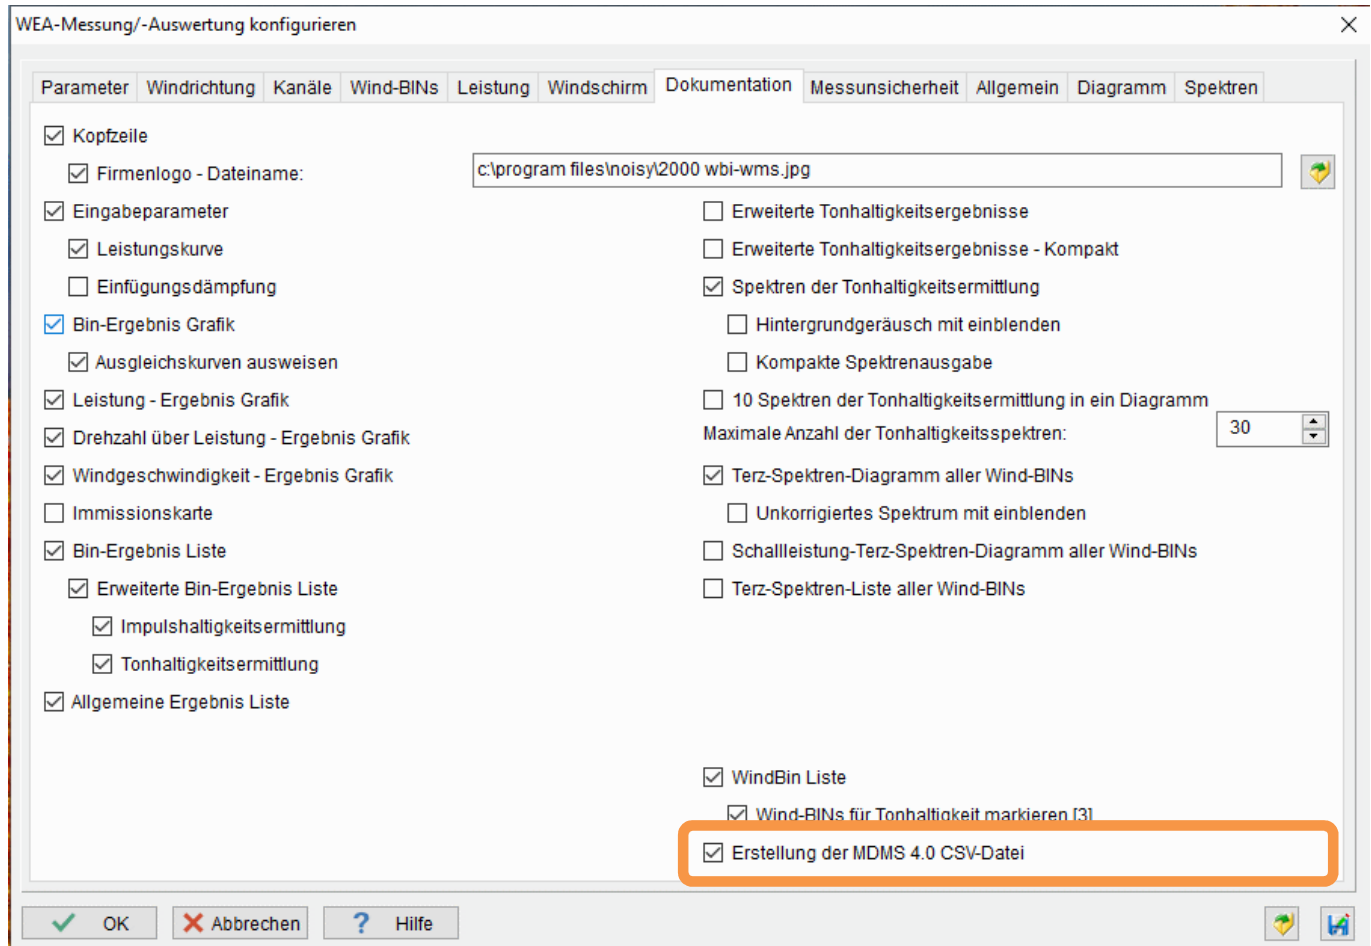 WEA-Messung/-Auswertung konfigurieren
Parameter Windrichtung Kanäle Wind-BINs Leistung Windschirm Dokumentation Messunsicherheit Allgemein Diagramm Spektren
Kopfzeile
Firmenlogo - Dateiname: c:\program files\noisy\2000 wbi-wms.jpg
Eingabeparameter
Leistungskurve
Einfügungsdämpfung
Bin-Ergebnis Grafik
Ausgleichskurven ausweisen
Leistung - Ergebnis Grafik
Drehzahl über Leistung - Ergebnis Grafik
Windgeschwindigkeit - Ergebnis Grafik
Immissionskarte
Bin-Ergebnis Liste
Erweiterte Bin-Ergebnis Liste
Impulshaltigkeitsermittlung
Tonhaltigkeitsermittlung
Allgemeine Ergebnis Liste
Erweiterte Tonhaltigkeitsergebnisse
Erweiterte Tonhaltigkeitsergebnisse - Kompakt
Spektren der Tonhaltigkeitsermittlung
Hintergrundgeräusch mit einblenden
Kompakte Spektrenausgabe
10 Spektren der Tonhaltigkeitsermittlung in ein Diagramm
Maximale Anzahl der Tonhaltigkeitsspektren: 30
Terz-Spektren-Diagramm aller Wind-BINs
Unkorrigiertes Spektrum mit einblenden
Schallleistung-Terz-Spektren-Diagramm aller Wind-BINs
Terz-Spektren-Liste aller Wind-BINs
WindBin Liste
Wind-BINs für Tonhaltigkeit markieren [3]
Erstellung der MDMS 4.0 CSV-Datei
OK Abbrechen ? Hilfe